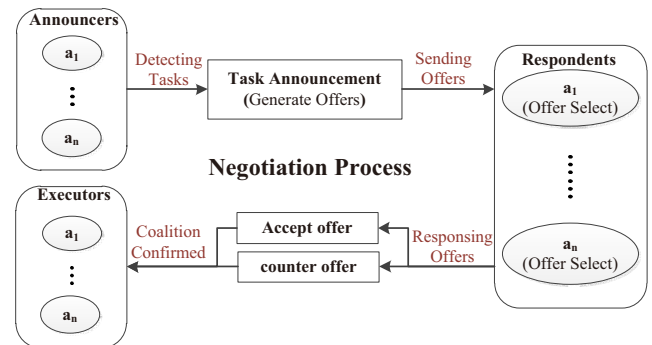 Announcers
a1
an
Detecting
Tasks
Task Announcement
(Generate Offers)
Sending
Offers
Respondents
a1
(Offer Select)
an
(Offer Select)
Negotiation Process
Executors
a1
an
Coalition
Confirmed
Accept offer
counter offer
Responsing
Offers